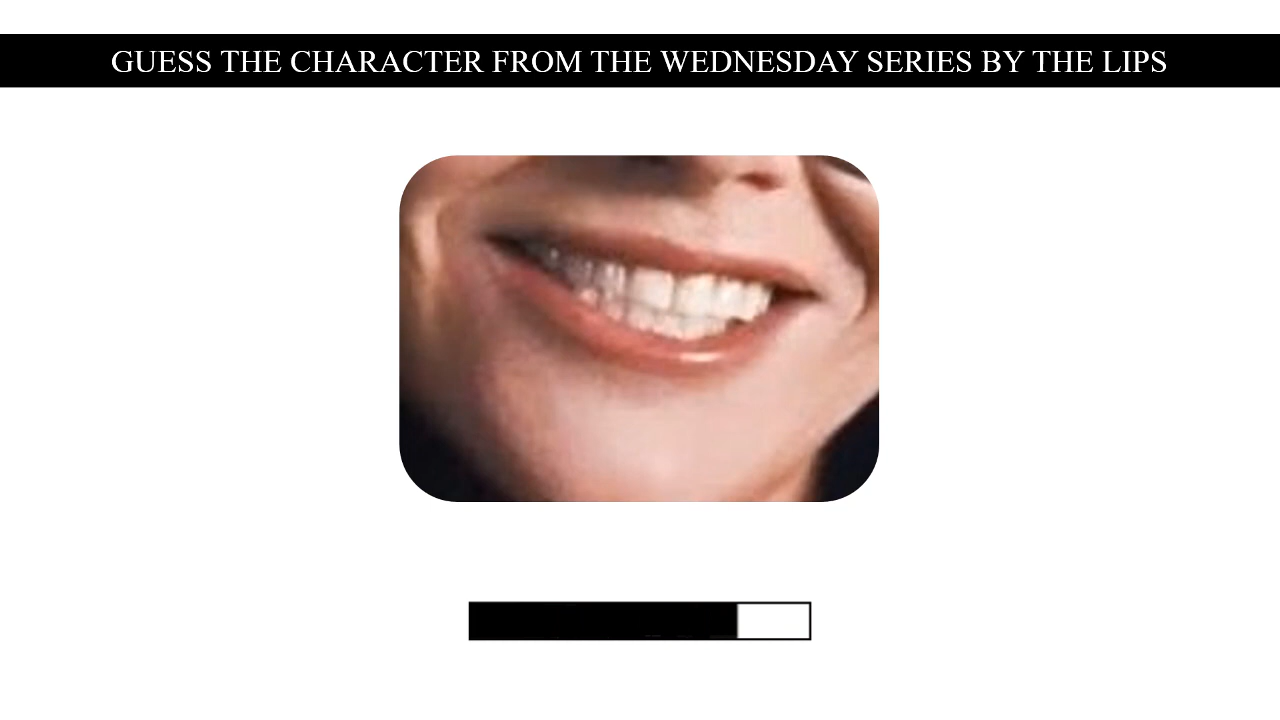 GUESS THE CHARACTER FROM THE WEDNESDAY SERIES BY THE LIPS